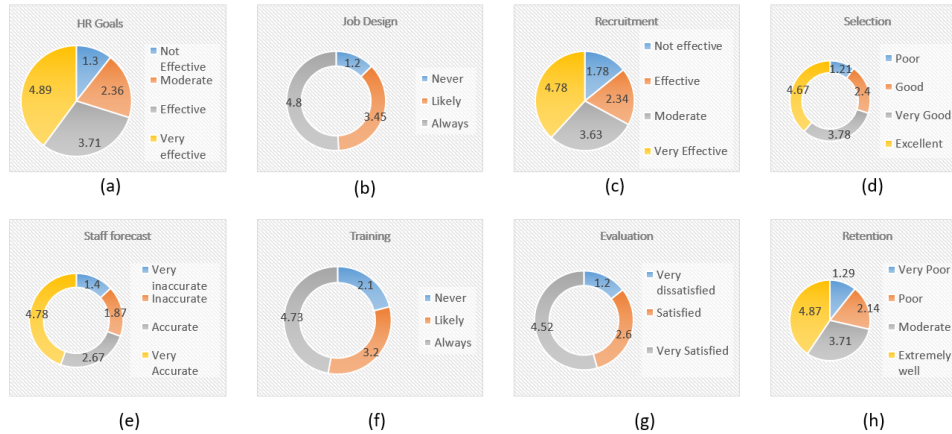 HR Goals
1.3
2.36
3.71
4.89
Not
Effective
Moderate
Effective
Very
effective
(a)
Job Design
1.2
3.45
4.8
Never
Likely
Always
(b)
Recruitment
1.78
2.34
3.63
4.78
Not effective
Effective
Moderate
Very Effective
(c)
Selection
1.21
2.4
3.78
4.67
Poor
Good
Very Good
Excellent
(d)
Staff forecast
1.4
1.87
2.67
4.78
Very
inaccurate
Inaccurate
Accurate
Very
Accurate
(e)
Training
2.1
3.2
4.73
Never
Likely
Always
(f)
Evaluation
1.2
2.6
4.52
Very
dissatisfied
Satisfied
Very Satisfied
(g)
Retention
1.29
2.14
3.71
4.87
Very Poor
Poor
Moderate
Extremely
well
(h)